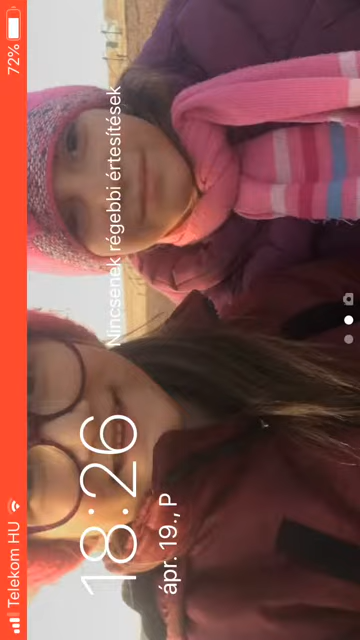 Telekom HU 72%
18:26
ápr. 19., P
Nincsenek régebbi értesítések